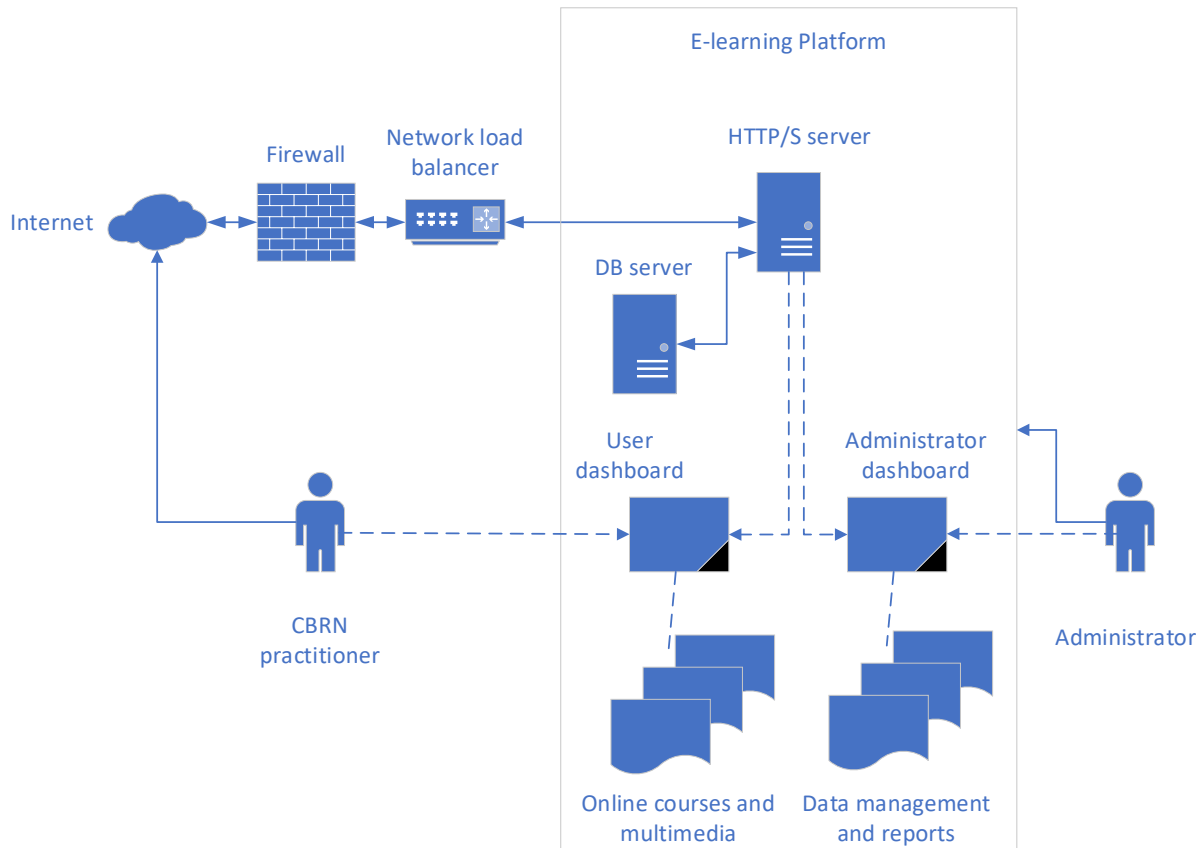 E-learning Platform
HTTP/S server
Network load
balancer
Firewall
Internet
DB server
User
dashboard
Administrator
dashboard
CBRN
practitioner
Administrator
Online courses and
multimedia
Data management
and reports